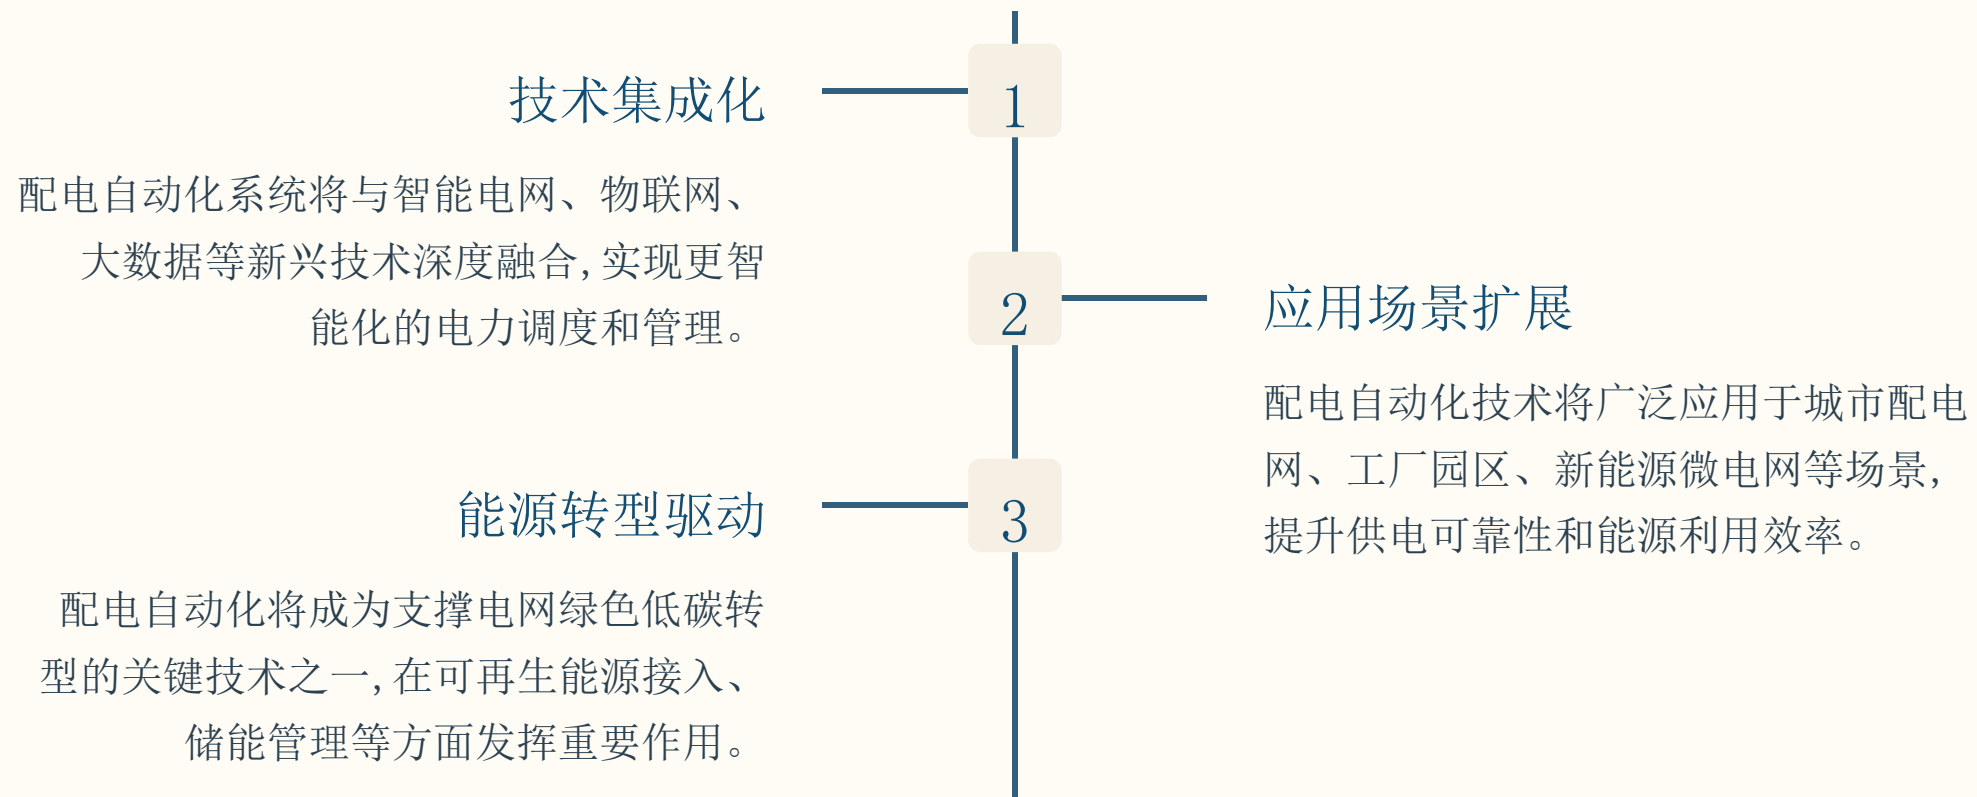 技术集成化
1
配电自动化系统将与智能电网、物联网、
大数据等新兴技术深度融合,实现更智
能化的电力调度和管理。
2
应用场景扩展
配电自动化技术将广泛应用于城市配电
网、工厂园区、新能源微电网等场景,
提升供电可靠性和能源利用效率。
能源转型驱动
3
配电自动化将成为支撑电网绿色低碳转
型的关键技术之一,在可再生能源接入、
储能管理等方面发挥重要作用。